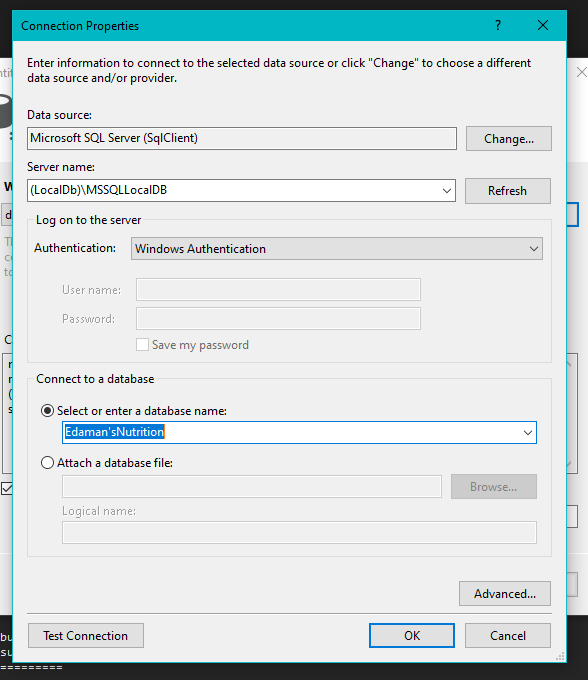 Connection Properties
?
Enter information to connect to the selected data source or click "Change" to choose a different
data source and/or provider.
Data source:
Microsoft SQL Server (SqlClient)
Change...
Server name:
(LocalDb)\MSSQLLocalDB
Refresh
Log on to the server
Authentication:
Windows Authentication
User name:
Password:
Save my password
Connect to a database
Select or enter a database name:
Edaman'sNutrition
Attach a database file:
Browse...
Logical name:
Advanced...
Test Connection
OK
Cancel
=========